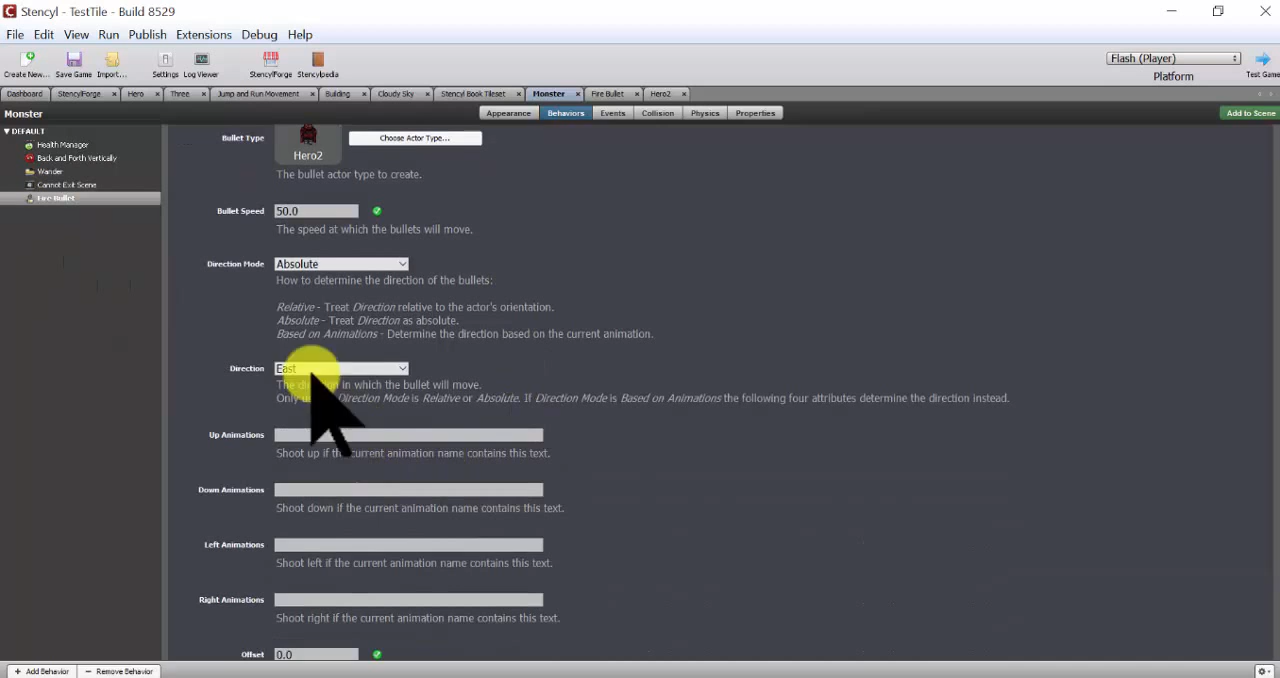 Stencyl - TestTile - Build 8529
File Edit View Run Publish Extensions Debug Help
Create New... Save Game Import... Settings Log Viewer StencylForge Stencylpedia
Flash (Player)
Platform
Test Game
Dashboard StencylForge Hero Three Jump and Run Movement Building Cloudy Sky Stencyl Book Tileset Monster Fire Bullet Hero2
Monster
Appearance Behaviors Events Collision Physics Properties
Add to Scene
DEFAULT
Health Manager
Back and Forth Vertically
Wander
Cannot Exit Scene
Fire Bullet
Bullet Type
Hero2
Choose Actor Type...
The bullet actor type to create.
Bullet Speed 50.0
The speed at which the bullets will move.
Direction Mode Absolute
How to determine the direction of the bullets:
Relative - Treat Direction relative to the actor's orientation.
Absolute - Treat Direction as absolute.
Based on Animations - Determine the direction based on the current animation.
Direction East
The direction in which the bullet will move.
Only Direction Mode is Relative or Absolute. If Direction Mode is Based on Animations the following four attributes determine the direction instead.
Up Animations
Shoot up if the current animation name contains this text.
Down Animations
Shoot down if the current animation name contains this text.
Left Animations
Shoot left if the current animation name contains this text.
Right Animations
Shoot right if the current animation name contains this text.
Offset 0.0
+ Add Behavior − Remove Behavior